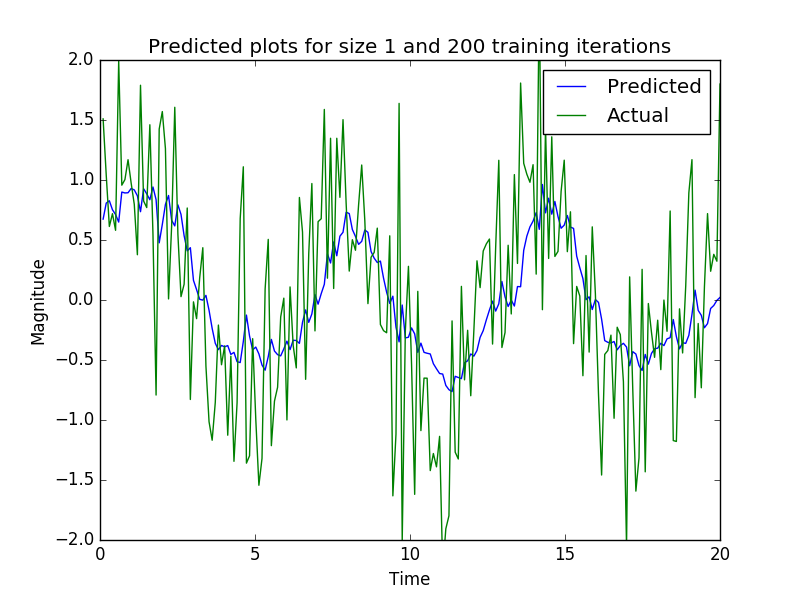 Predicted plots for size 1 and 200 training iterations
Predicted
Actual
2.0
1.5
1.0
0.5
0.0
−0.5
−1.0
−1.5
−2.0
Magnitude
0 5 10 15 20
Time